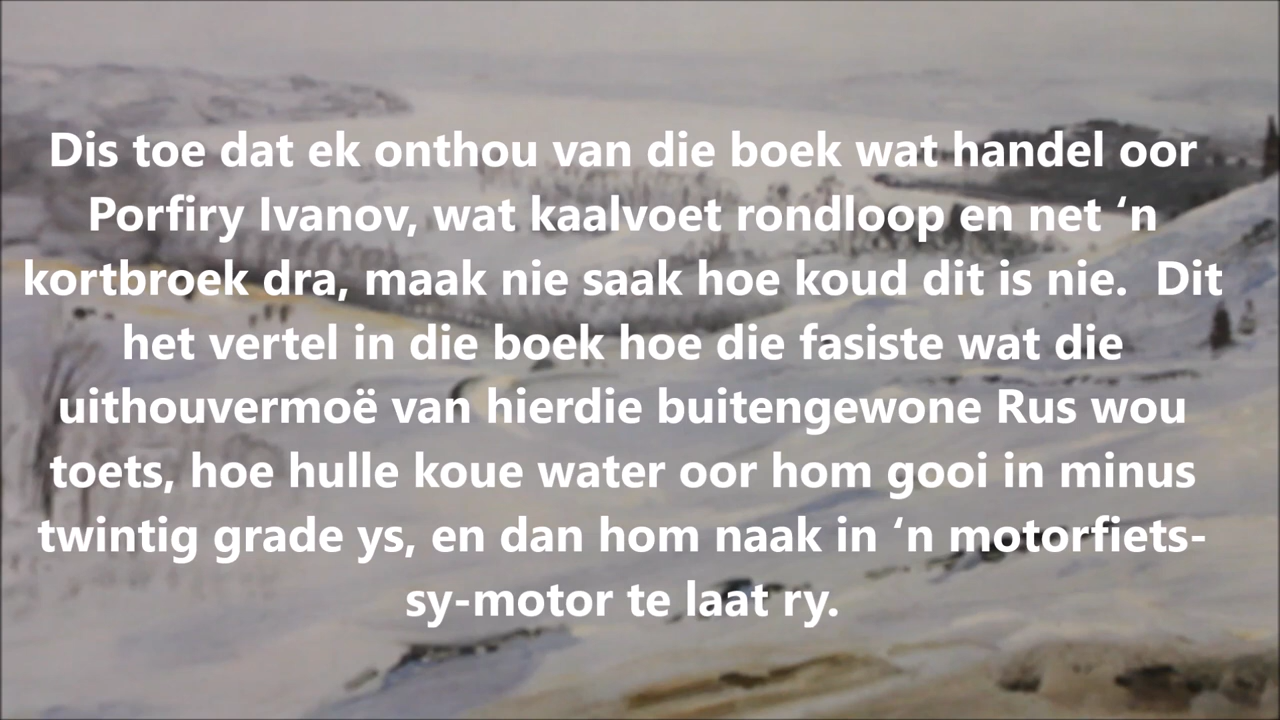 Dis toe dat ek onthou van die boek wat handel oor
Porfiry Ivanov, wat kaalvoet rondloop en net ‘n
kortbroek dra, maak nie saak hoe koud dit is nie.  Dit
het vertel in die boek hoe die fasiste wat die
uithouvermoë van hierdie buitengewone Rus wou
toets, hoe hulle koue water oor hom gooi in minus
twintig grade ys, en dan hom naak in ‘n motorfiets-
sy-motor te laat ry.